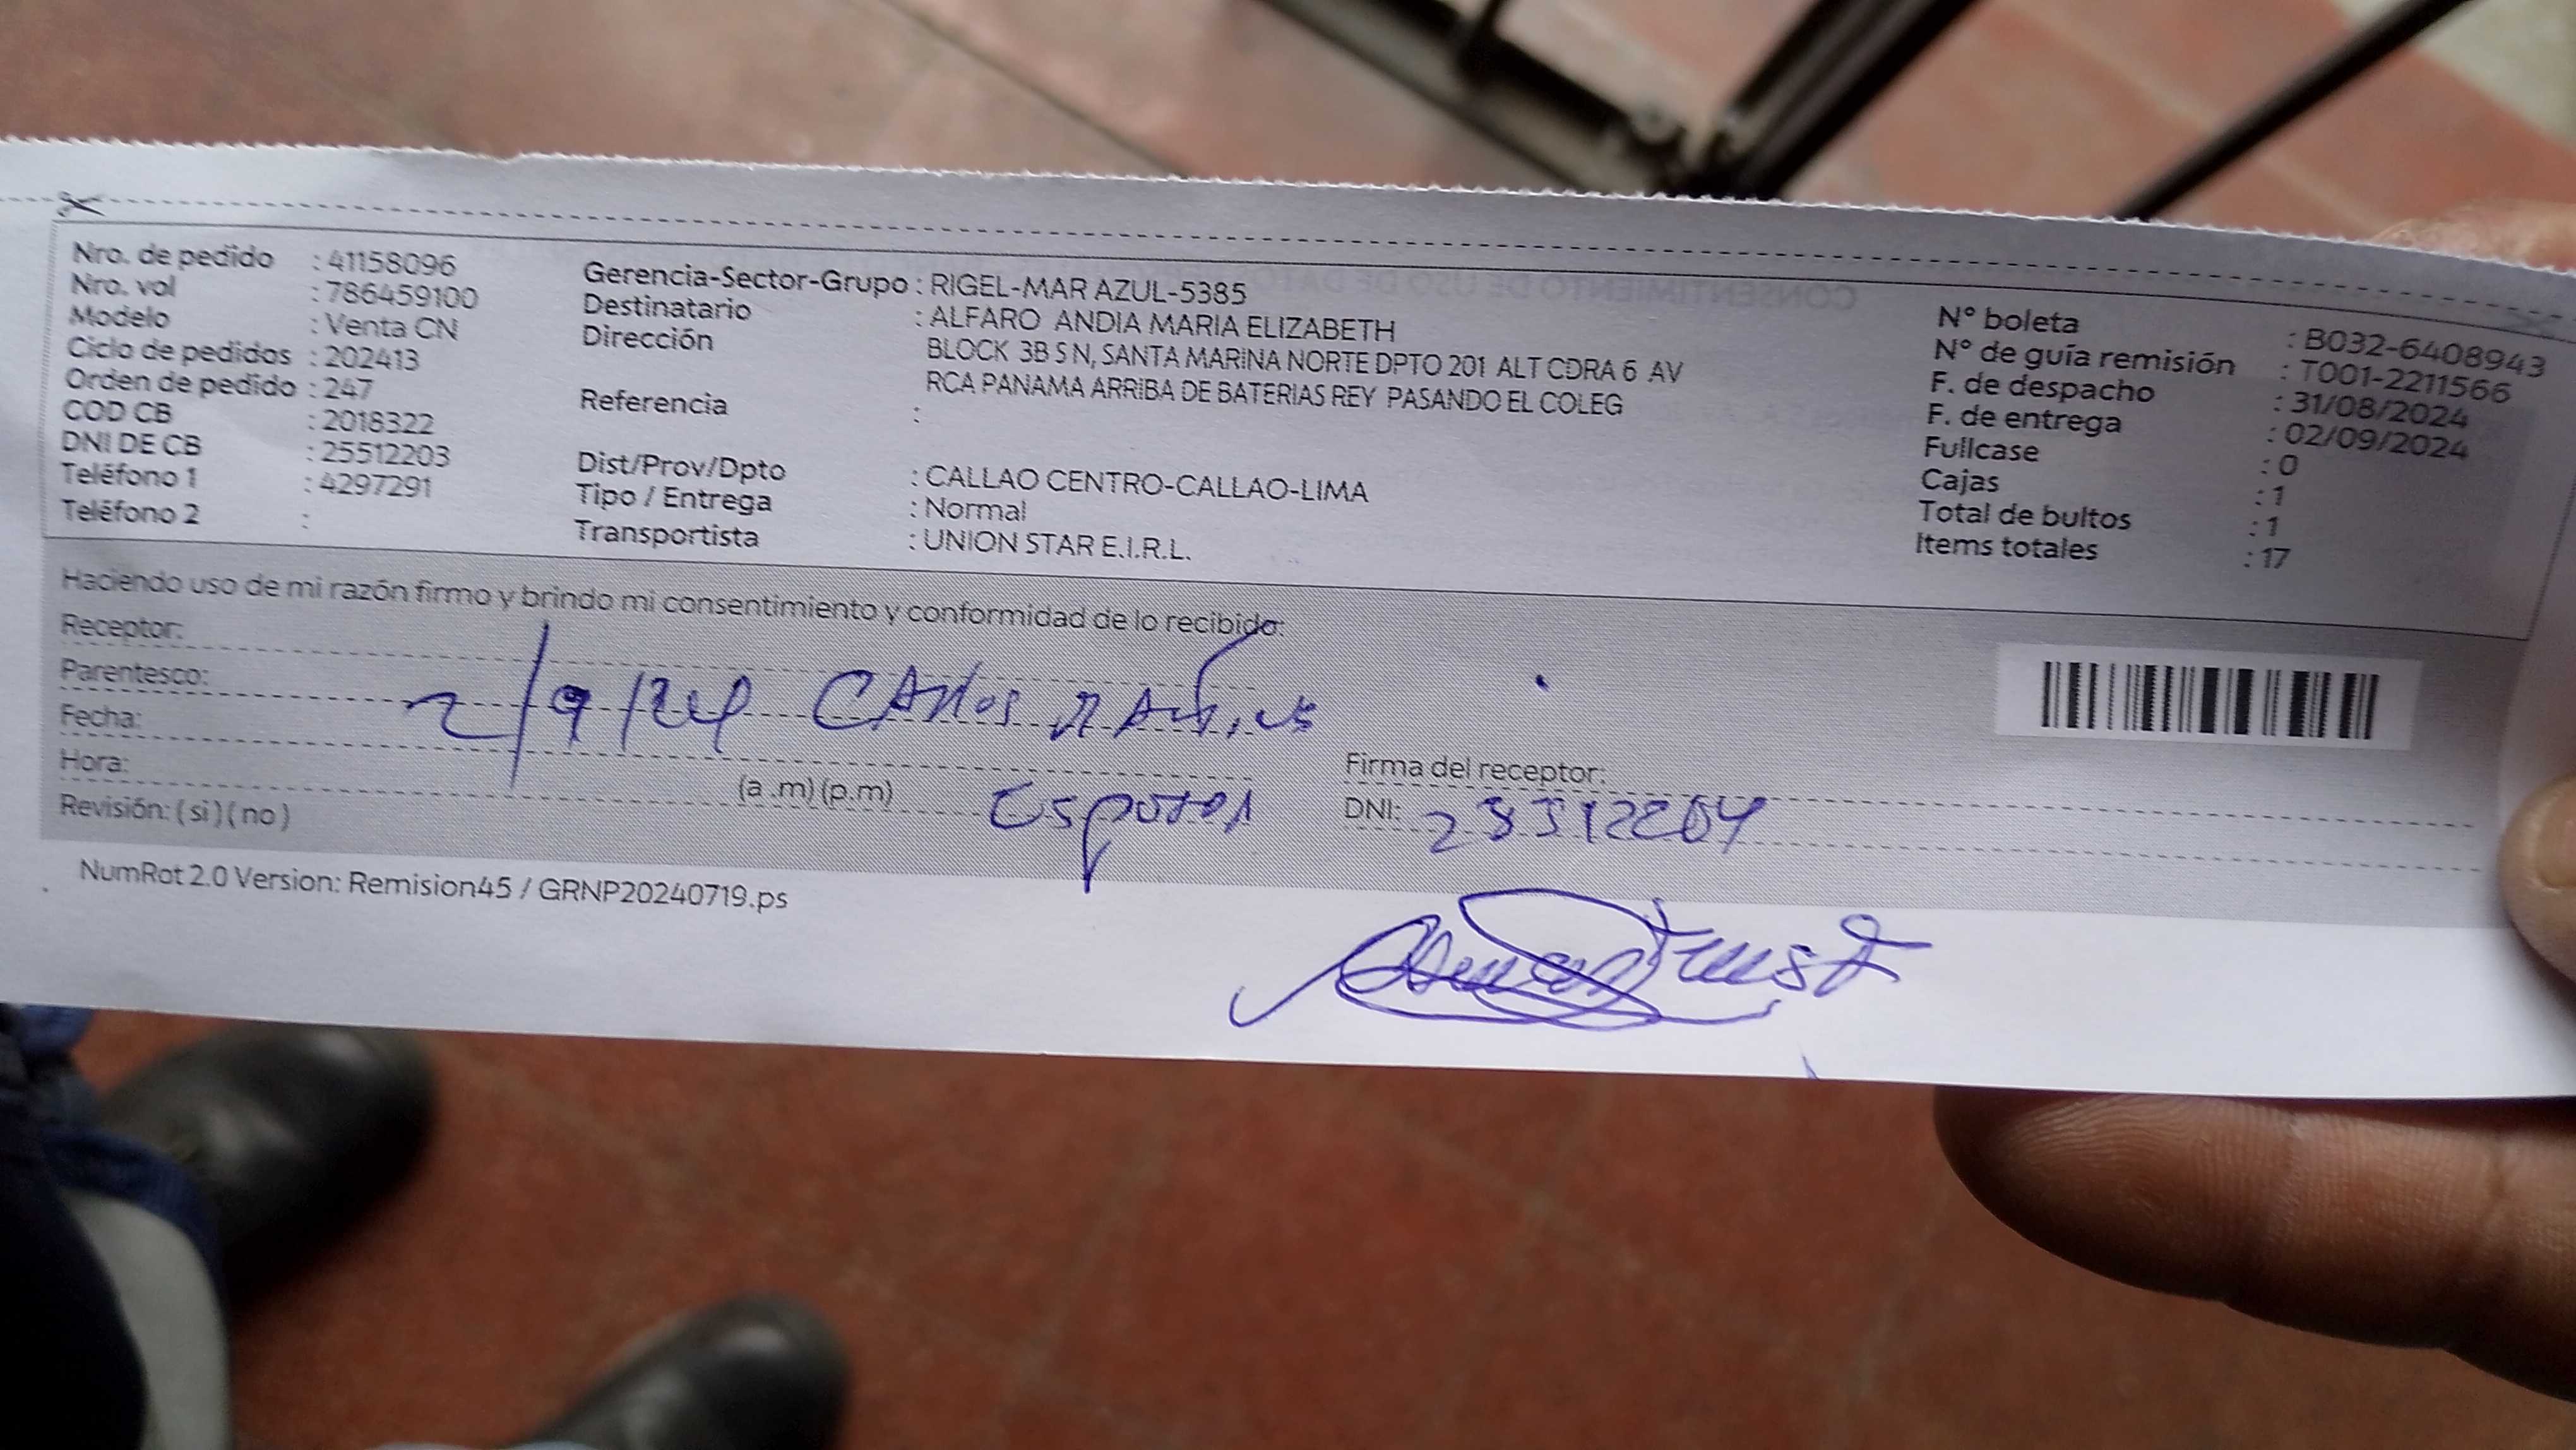 Nro. de pedido : 41158096
Nro. vol : 786459100
Modelo : Venta CN
Ciclo de pedidos : 202413
Orden de pedido : 247
COD CB : 2018322
DNI DE CB : 25512203
Teléfono 1 : 4297291
Teléfono 2 :
Gerencia-Sector-Grupo : RIGEL-MAR AZUL-5385
Destinatario : ALFARO ANDIA MARIA ELIZABETH
Dirección BLOCK 3B S N, SANTA MARINA NORTE DPTO 201 ALT CDRA 6 AV
RCA PANAMA ARRIBA DE BATERIAS REY PASANDO EL COLEG
Referencia :
Dist/Prov/Dpto : CALLAO CENTRO-CALLAO-LIMA
Tipo / Entrega : Normal
Transportista : UNION STAR E.I.R.L.
N° boleta : B032-6408943
N° de guía remisión : T001-2211566
F. de despacho : 31/08/2024
F. de entrega : 02/09/2024
Fullcase : 0
Cajas : 1
Total de bultos : 1
Items totales : 17
Haciendo uso de mi razón firmo y brindo mi consentimiento y conformidad de lo recibido:
Receptor:
Parentesco:
Fecha: 2/9/24 CARlos
Hora: (a .m) (p.m)
Revisión: ( si ) ( no )
Firma del receptor:
DNI:
NumRot 2.0 Version: Remision45 / GRNP20240719.ps